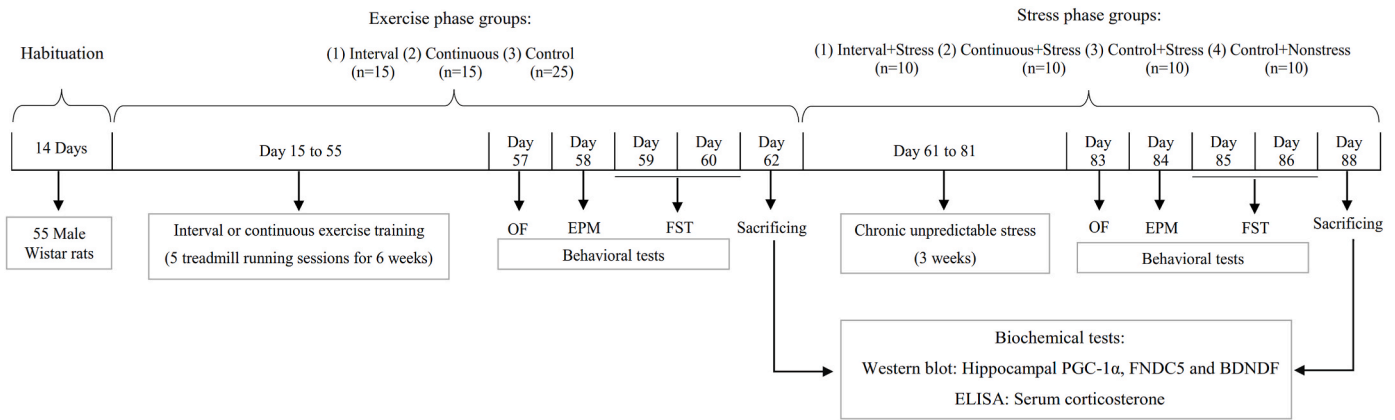 Exercise phase groups:
Stress phase groups:
Habituation
(1) Interval (2) Continuous (3) Control
(n=15) (n=15) (n=25)
(1) Interval+Stress (2) Continuous+Stress (3) Control+Stress (4) Control+Nonstress
(n=10) (n=10) (n=10) (n=10)
14 Days
Day 15 to 55
Day
57
Day
58
Day
59
Day
60
Day
62
Day 61 to 81
Day
83
Day
84
Day
85
Day
86
Day
88
55 Male
Wistar rats
Interval or continuous exercise training
(5 treadmill running sessions for 6 weeks)
OF
EPM
FST
Sacrificing
Behavioral tests
Chronic unpredictable stress
(3 weeks)
OF
EPM
FST
Sacrificing
Behavioral tests
Biochemical tests:
Western blot: Hippocampal PGC-1α, FNDC5 and BDNDF
ELISA: Serum corticosterone